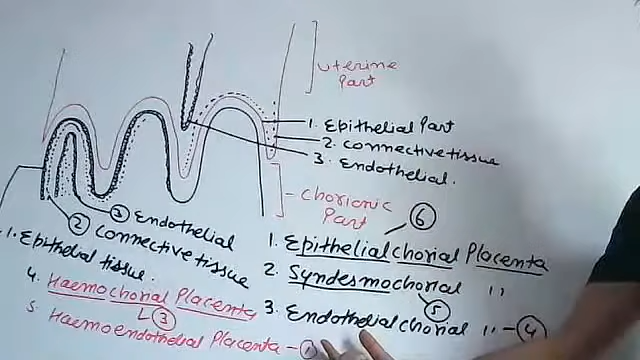 uterine
Part
1. Epithelial Part
2. connective tissue
3. Endothelial.
Chorionic
Part
③ Endothelial
② Connective tissue
1. Epithelial tissue.
⑥
1. Epithelial chorial Placenta
2. Syndesmochorial "
⑤
3. Endothelial chorial " - ④
4. Haemochorial Placenta
③
5. Haemoendothelial Placenta - ①